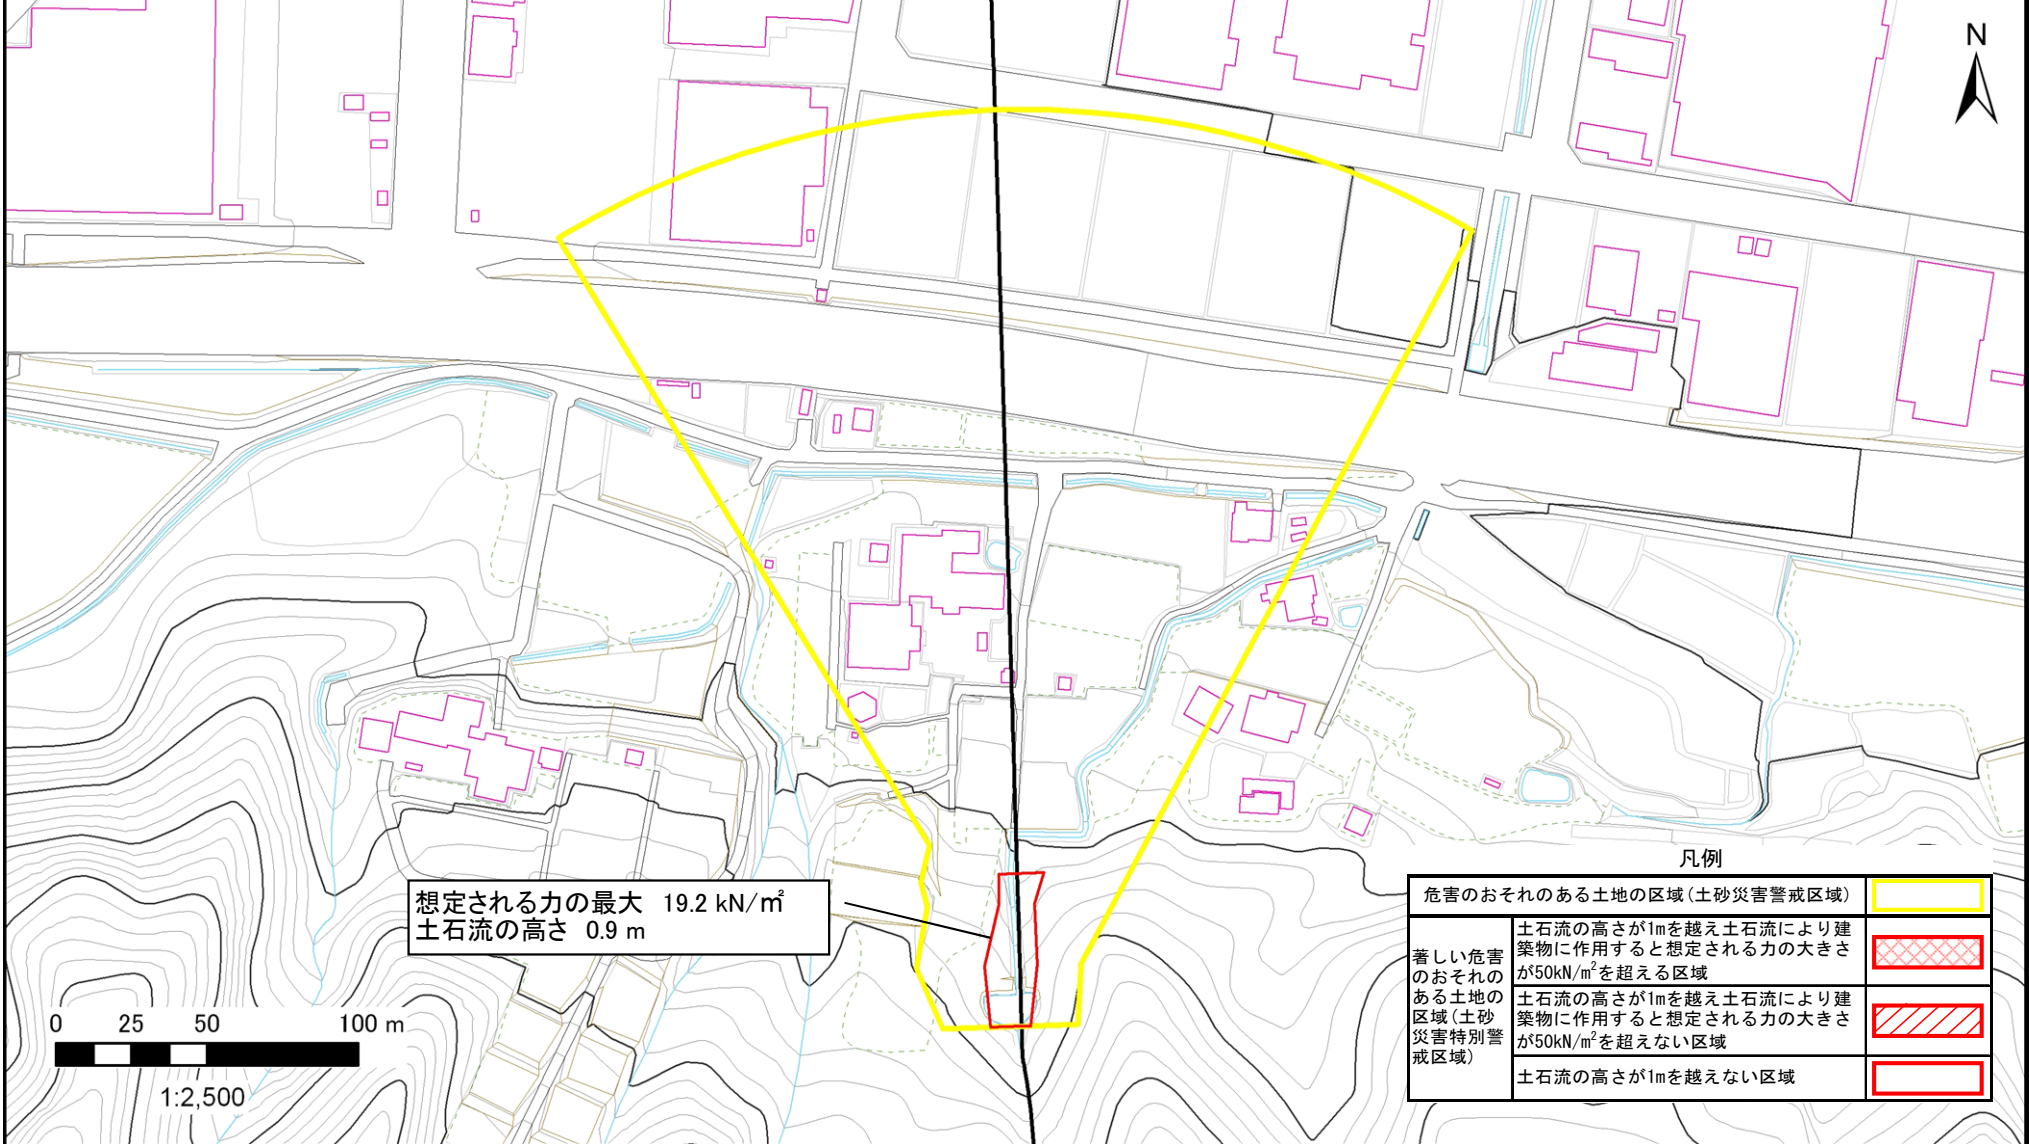 N
想定される力の最大 19.2 kN/㎡
土石流の高さ 0.9 m
0 25 50 100 m
1:2,500
凡例
危害のおそれのある土地の区域(土砂災害警戒区域)
著しい危害
のおそれの
ある土地の
区域(土砂
災害特別警
戒区域)
土石流の高さが1mを越え土石流により建
築物に作用すると想定される力の大きさ
が50kN/m²を超える区域
土石流の高さが1mを越え土石流により建
築物に作用すると想定される力の大きさ
が50kN/m²を超えない区域
土石流の高さが1mを越えない区域